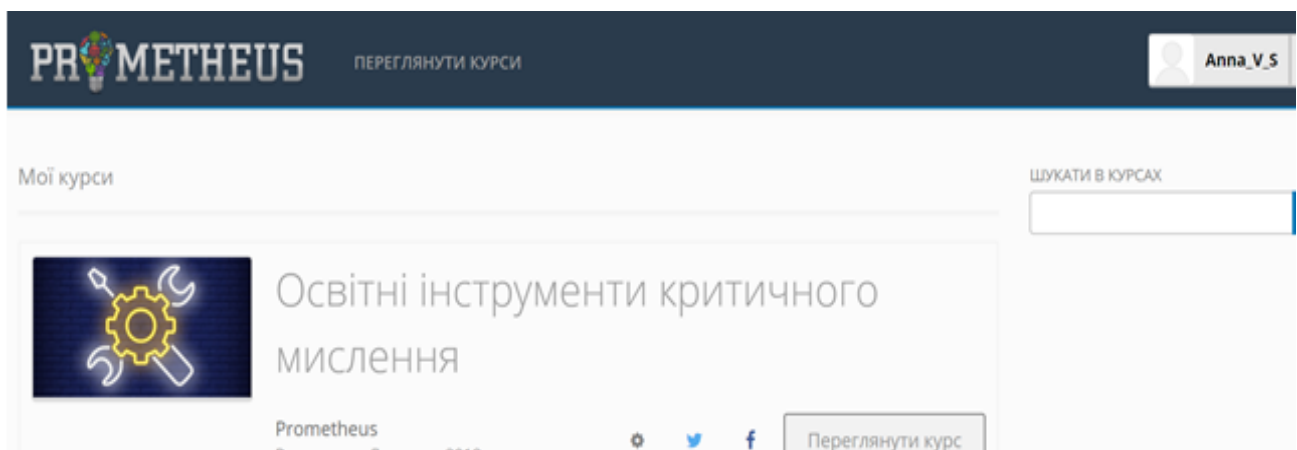 PROMETHEUS
ПЕРЕГЛЯНУТИ КУРСИ
Anna_V_S
Мої курси
ШУКАТИ В КУРСАХ
Освітні інструменти критичного
мислення
Prometheus
Переглянути курс